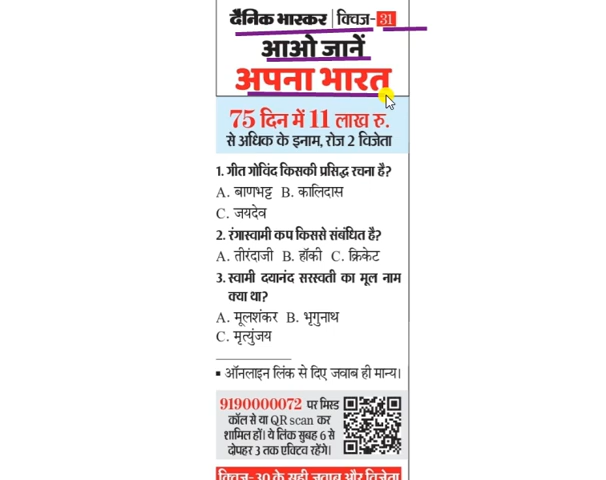 दैनिक भास्कर | क्विज-31
आओ जानें
अपना भारत
75 दिन में 11 लाख रु.
से अधिक के इनाम, रोज 2 विजेता
1. गीत गोविंद किसकी प्रसिद्ध रचना है?
A. बाणभट्ट B. कालिदास
C. जयदेव
2. रंगास्वामी कप किससे संबंधित है?
A. तीरंदाजी B. हॉकी C. क्रिकेट
3. स्वामी दयानंद सरस्वती का मूल नाम
क्या था?
A. मूलशंकर B. भृगुनाथ
C. मृत्युंजय
▪ ऑनलाइन लिंक से दिए जवाब ही मान्य।
9190000072 पर मिस्ड
कॉल से या QR scan कर
शामिल हों। ये लिंक सुबह 6 से
दोपहर 3 तक एक्टिव रहेंगे।
क्विज-30 के सही जवाब और विजेता